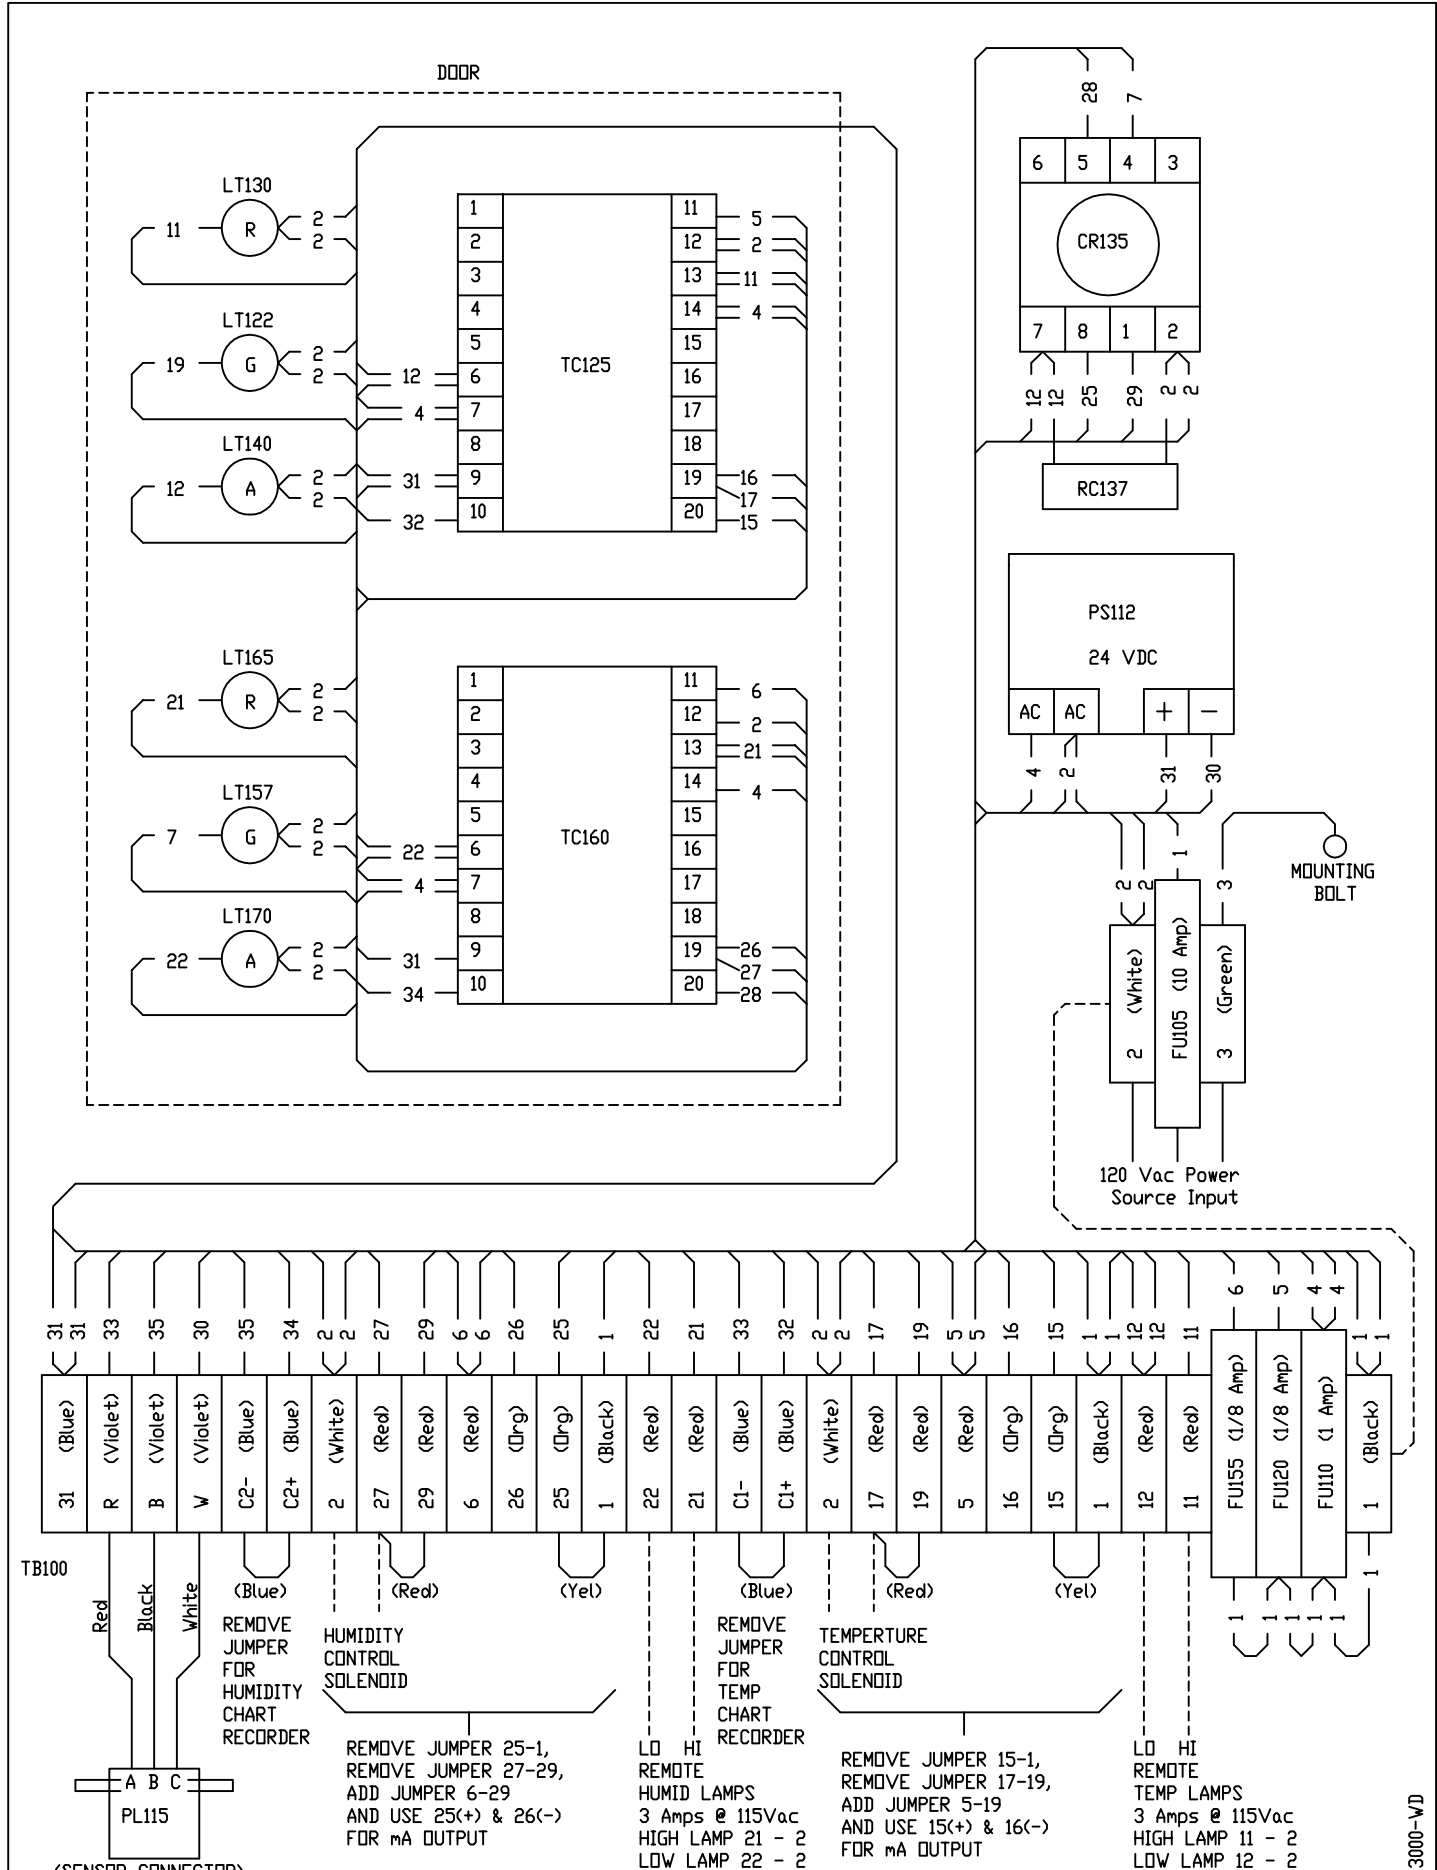 DOOR
LT130
R
11
2
2
LT122
G
19
2
2
LT140
A
12
2
2
12
4
31
32
1
2
3
4
5
6
7
8
9
10
TC125
11
12
13
14
15
16
17
18
19
20
5
2
11
4
16
17
15
LT165
R
21
2
2
LT157
G
7
2
2
LT170
A
22
2
2
22
4
31
34
1
2
3
4
5
6
7
8
9
10
TC160
11
12
13
14
15
16
17
18
19
20
6
2
21
4
26
27
28
28 7
6 5 4 3
CR135
7 8 1 2
12 12 25 29 2 2
RC137
PS112
24 VDC
AC AC + -
4 2 31 30
2 2 1 3
MOUNTING
BOLT
2 (White)
FU105 (10 Amp)
3 (Green)
120 Vac Power
Source Input
31 31 33 35 30 35 34 2 2 27 29 6 6 26 25 1 22 21 33 32 2 2 17 19 5 5 16 15 1 1 12 12 11 6 5 4 4 1 1
31 (Blue)
R (Violet)
B (Violet)
W (Violet)
C2- (Blue)
C2+ (Blue)
2 (White)
27 (Red)
29 (Red)
6 (Red)
26 (Org)
25 (Org)
1 (Black)
22 (Red)
21 (Red)
C1- (Blue)
C1+ (Blue)
2 (White)
17 (Red)
19 (Red)
5 (Red)
16 (Org)
15 (Org)
1 (Black)
12 (Red)
11 (Red)
FU155 (1/8 Amp)
FU120 (1/8 Amp)
FU110 (1 Amp)
1 (Black)
TB100
Red
Black
White
(Blue)
(Red)
(Yel)
(Blue)
(Red)
(Yel)
1 1 1 1 1 1
REMOVE
JUMPER
FOR
HUMIDITY
CHART
RECORDER
HUMIDITY
CONTROL
SOLENOID
REMOVE JUMPER 25-1,
REMOVE JUMPER 27-29,
ADD JUMPER 6-29
AND USE 25(+) & 26(-)
FOR mA OUTPUT
LO HI
REMOTE
HUMID LAMPS
3 Amps @ 115Vac
HIGH LAMP 21 - 2
LOW LAMP 22 - 2
REMOVE
JUMPER
FOR
TEMP
CHART
RECORDER
TEMPERTURE
CONTROL
SOLENOID
REMOVE JUMPER 15-1,
REMOVE JUMPER 17-19,
ADD JUMPER 5-19
AND USE 15(+) & 16(-)
FOR mA OUTPUT
LO HI
REMOTE
TEMP LAMPS
3 Amps @ 115Vac
HIGH LAMP 11 - 2
LOW LAMP 12 - 2
A B C
PL115
(SENSOR CONNECTOR)
3000-WD